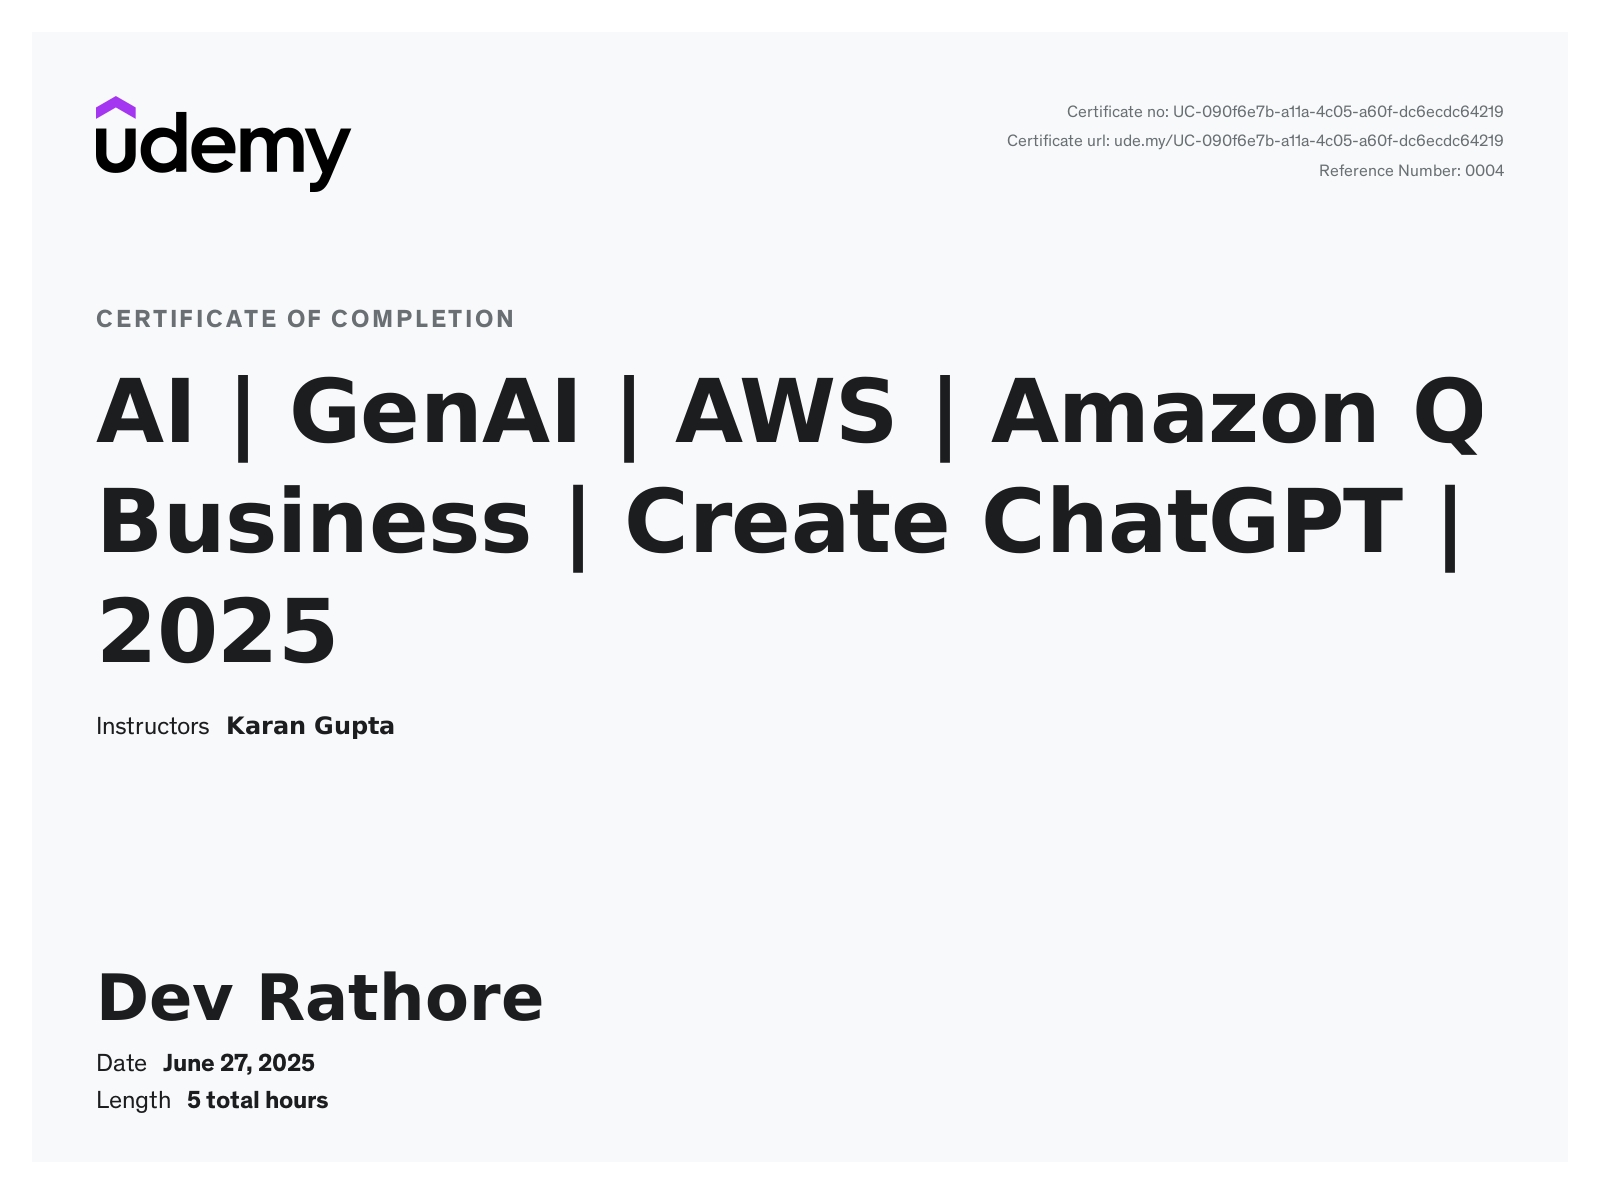 udemy
Certificate no: UC-090f6e7b-a11a-4c05-a60f-dc6ecdc64219
Certificate url: ude.my/UC-090f6e7b-a11a-4c05-a60f-dc6ecdc64219
Reference Number: 0004
CERTIFICATE OF COMPLETION
AI | GenAI | AWS | Amazon Q
Business | Create ChatGPT |
2025
Instructors Karan Gupta
Dev Rathore
Date June 27, 2025
Length 5 total hours